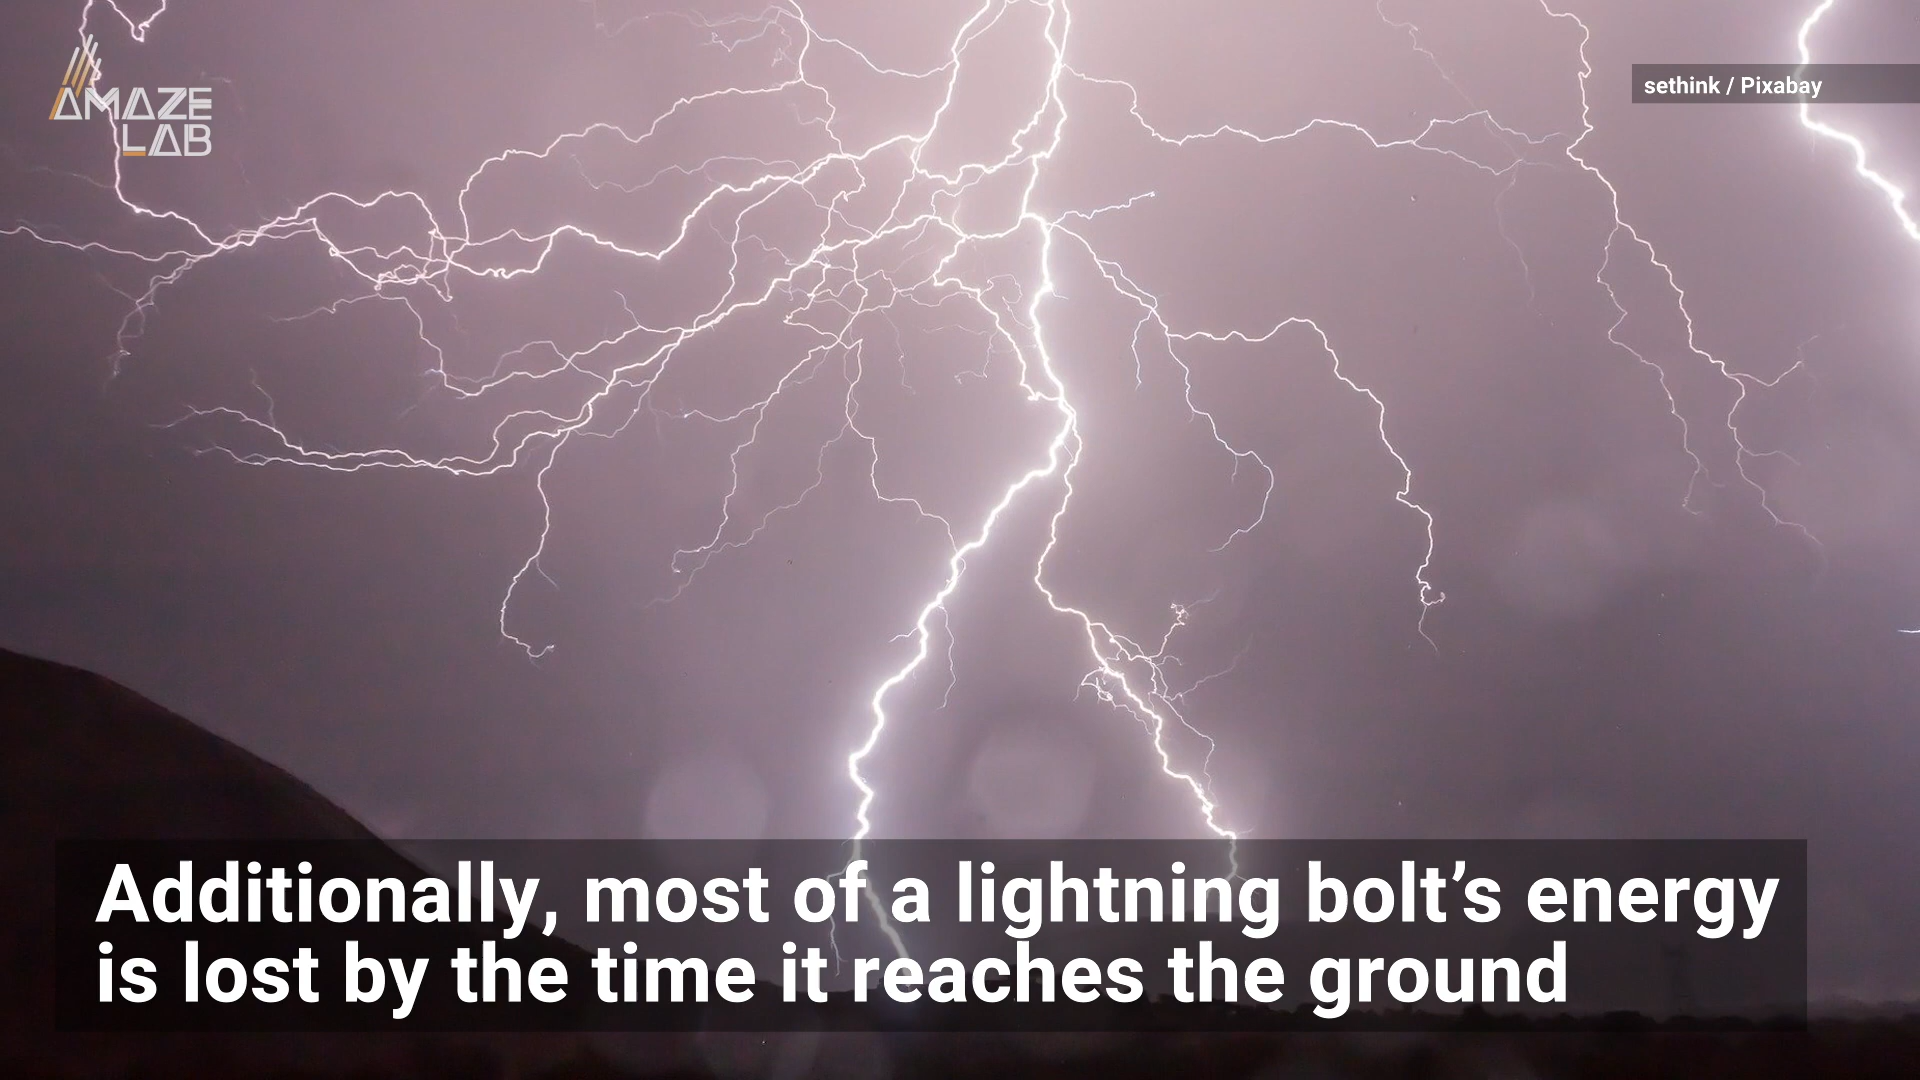 AMAZE
LAB
sethink / Pixabay
Additionally, most of a lightning bolt’s energy
is lost by the time it reaches the ground